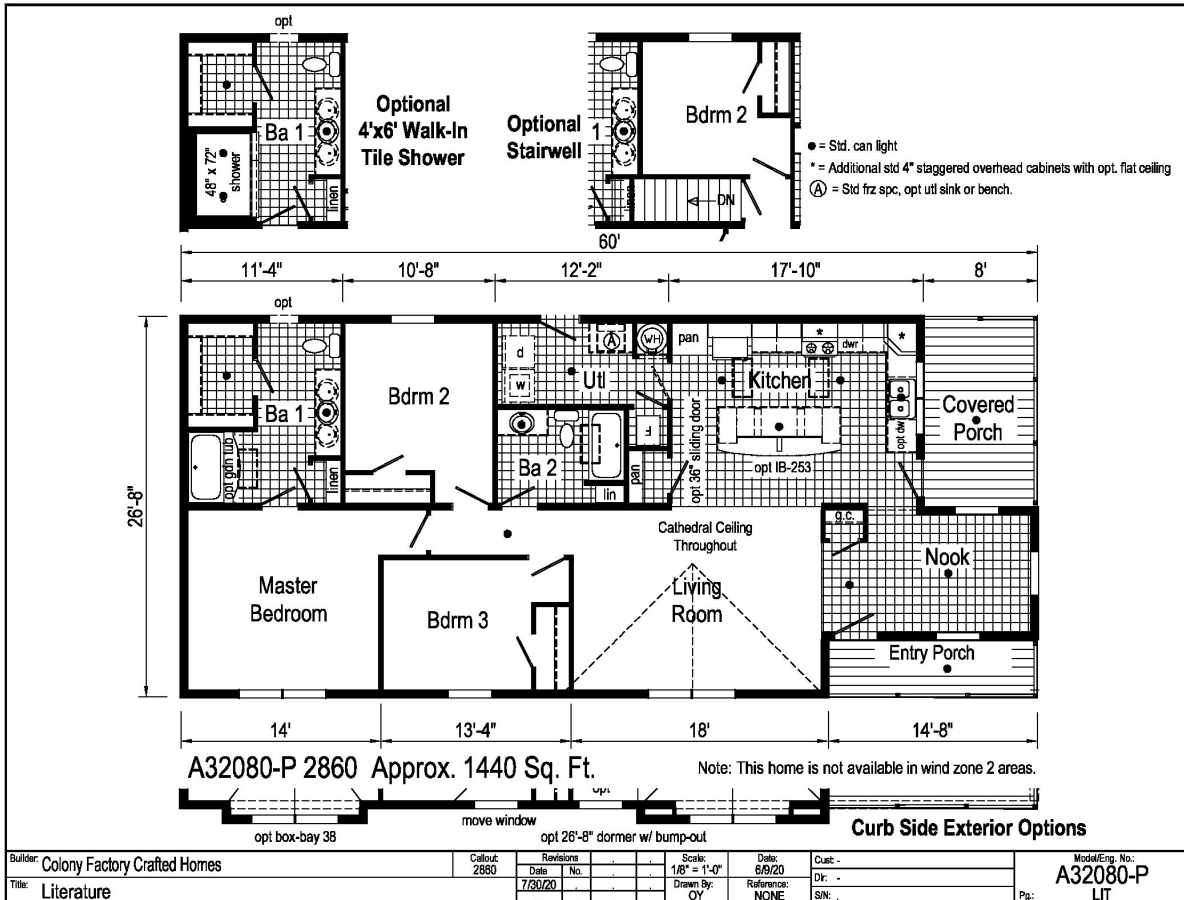 opt
Optional
4'x6' Walk-In
Tile Shower
Ba 1
48" x 72"
shower
linen
Optional
Stairwell
1
Bdrm 2
DN
● = Std. can light
* = Additional std 4" staggered overhead cabinets with opt. flat ceiling
Ⓐ = Std frz spc, opt utl sink or bench.
60'
11'-4"
10'-8"
12'-2"
17'-10"
8'
opt
26'-8"
Ba 1
opt gdn tub
linen
Bdrm 2
d
w
A
WH
Utl
Ba 2
lin
F
pan
pan
opt 36" sliding door
Kitchen
*
*
dwr
opt dw
opt IB-253
Covered
Porch
g.c.
Nook
Cathedral Ceiling
Throughout
Master
Bedroom
Bdrm 3
Living
Room
Entry Porch
14'
13'-4"
18'
14'-8"
A32080-P 2860 Approx. 1440 Sq. Ft.
Note: This home is not available in wind zone 2 areas.
opt
move window
opt box-bay 38
opt 26'-8" dormer w/ bump-out
Curb Side Exterior Options
Builder: Colony Factory Crafted Homes
Title: Literature
Callout:
2860
Revisions
Date No.
7/30/20
Scale:
1/8" = 1'-0"
Drawn By:
OY
Date:
6/9/20
Reference:
NONE
Cust: -
Dlr: -
S/N: .
Model/Eng. No.:
A32080-P
Pg.: LIT